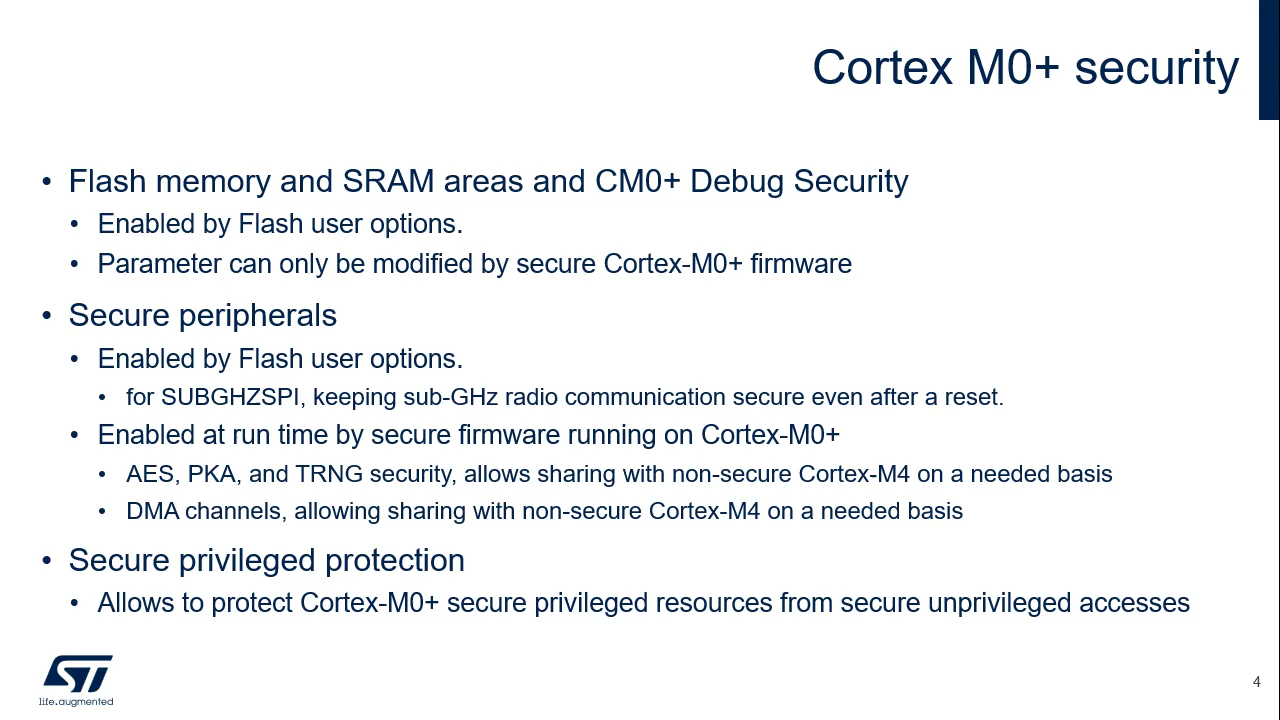 Cortex M0+ security
• Flash memory and SRAM areas and CM0+ Debug Security
• Enabled by Flash user options.
• Parameter can only be modified by secure Cortex-M0+ firmware
• Secure peripherals
• Enabled by Flash user options.
• for SUBGHZSPI, keeping sub-GHz radio communication secure even after a reset.
• Enabled at run time by secure firmware running on Cortex-M0+
• AES, PKA, and TRNG security, allows sharing with non-secure Cortex-M4 on a needed basis
• DMA channels, allowing sharing with non-secure Cortex-M4 on a needed basis
• Secure privileged protection
• Allows to protect Cortex-M0+ secure privileged resources from secure unprivileged accesses
ST
life.augmented
4